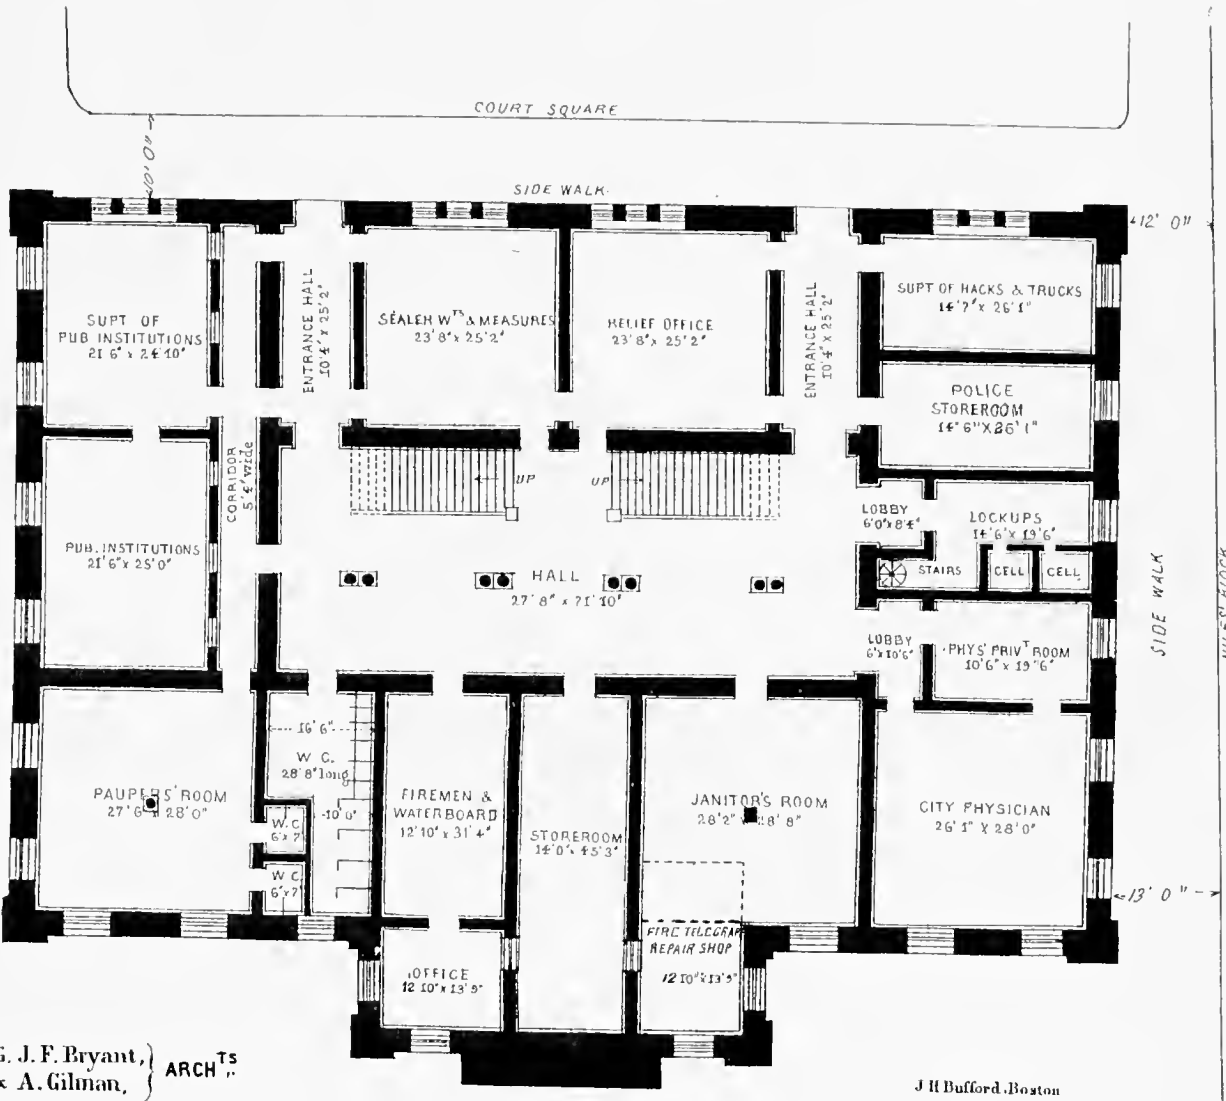 COURT SQUARE
10' 0"
SIDE WALK.
12' 0"
SUPT OF
PUB INSTITUTIONS
21' 6" x 24' 10"
ENTRANCE HALL
10' 4" x 25' 2"
SEALER WTS & MEASURES
23' 8" x 25' 2"
RELIEF OFFICE
23' 8" x 25' 2"
ENTRANCE HALL
10' 4" x 25' 2"
SUPT OF HACKS & TRUCKS
14' 7" x 26' 1"
POLICE
STOREROOM
14' 6" X 26' 1"
CORRIDOR
5' 4" wide
UP
UP
LOBBY
6' 0" x 8' 4"
LOCKUPS
14' 6" x 19' 6"
STAIRS
CELL
CELL
PUB. INSTITUTIONS
21' 6" x 25' 0"
HALL
27' 8" x 71' 10"
LOBBY
6' x 10' 6"
PHYS' PRIVT ROOM
10' 6" x 19' 6"
SIDE WALK
PAUPERS' ROOM
27' 6" x 28' 0"
16' 6"
W C.
28' 8" long
10' 0"
W.C
6' x 7'
W C
6' x 7'
FIREMEN &
WATERBOARD
12' 10" x 31' 4"
STOREROOM
14' 0" x 45' 3"
JANITOR'S ROOM
28' 2" x 28' 8"
CITY PHYSICIAN
26' 1" X 28' 0"
13' 0"
OFFICE
12' 10" x 13' 9"
FIRE TELEGRAP
REPAIR SHOP
12' 10" x 13' 9"
G. J. F. Bryant,
& A. Gilman,
ARCHTS
J H Bufford. Boston